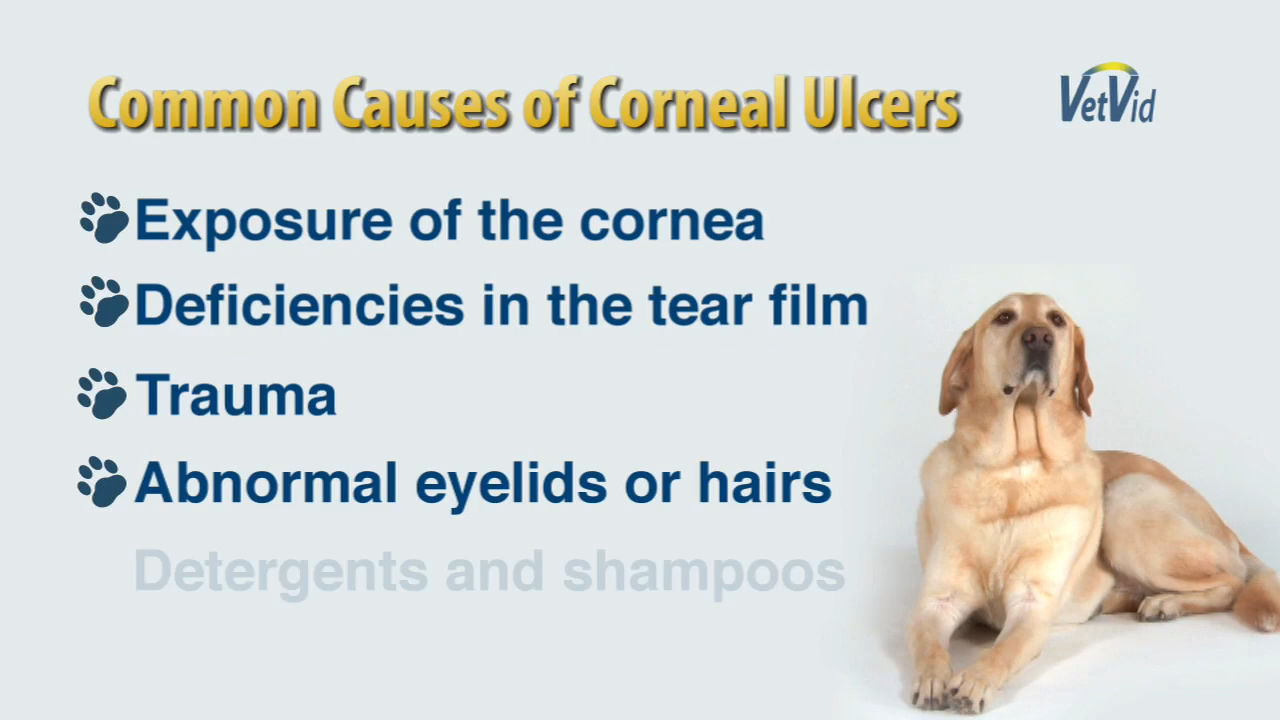 Common Causes of Corneal Ulcers
VetVid
Exposure of the cornea
Deficiencies in the tear film
Trauma
Abnormal eyelids or hairs
Detergents and shampoos